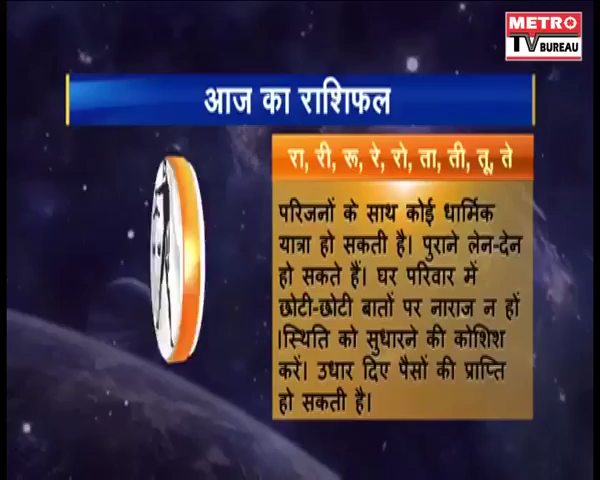 METRO
TV BUREAU
आज का राशिफल
रा, री, रू, रे, रो, ता, ती, तू, ते
परिजनों के साथ कोई धार्मिक
यात्रा हो सकती है। पुराने लेन-देन
हो सकते हैं। घर परिवार में
छोटी-छोटी बातों पर नाराज न हों
।स्थिति को सुधारने की कोशिश
करें। उधार दिए पैसों की प्राप्ति
हो सकती है।